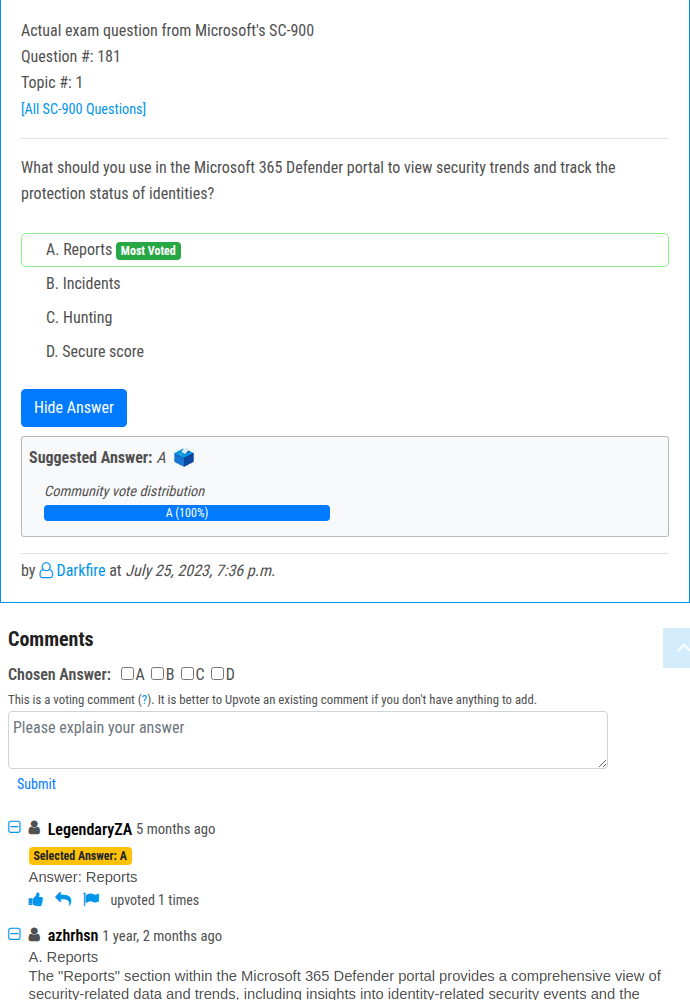 Actual exam question from Microsoft's SC-900
Question #: 181
Topic #: 1
[All SC-900 Questions]
What should you use in the Microsoft 365 Defender portal to view security trends and track the
protection status of identities?
A. Reports Most Voted
B. Incidents
C. Hunting
D. Secure score
Hide Answer
Suggested Answer: A
Community vote distribution
A (100%)
by Darkfire at July 25, 2023, 7:36 p.m.
Comments
Chosen Answer: A B C D
This is a voting comment (?). It is better to Upvote an existing comment if you don't have anything to add.
Please explain your answer
Submit
LegendaryZA 5 months ago
Selected Answer: A
Answer: Reports
upvoted 1 times
azhrhsn 1 year, 2 months ago
A. Reports
The "Reports" section within the Microsoft 365 Defender portal provides a comprehensive view of
security-related data and trends, including insights into identity-related security events and the